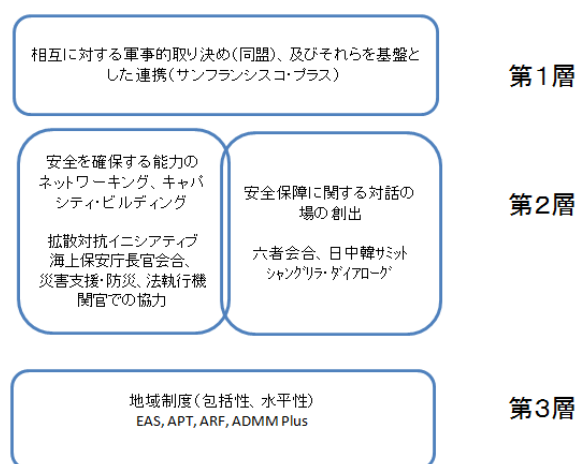 相互に対する軍事的取り決め(同盟)、及びそれらを基盤と
した連携(サンフランシスコ・プラス)
第1層
安全を確保する能力の
ネットワーキング、キャパ
シティ・ビルディング
拡散対抗イニシアティブ
海上保安庁長官会合、
災害支援・防災、法執行機
関官での協力
安全保障に関する対話の
場の創出
六者会合、日中韓ｻﾐｯﾄ
ｼｬﾝｸﾞﾘﾗ・ﾀﾞｲｱﾛｰｸﾞ
第2層
地域制度(包括性、水平性)
EAS, APT, ARF, ADMM Plus
第3層